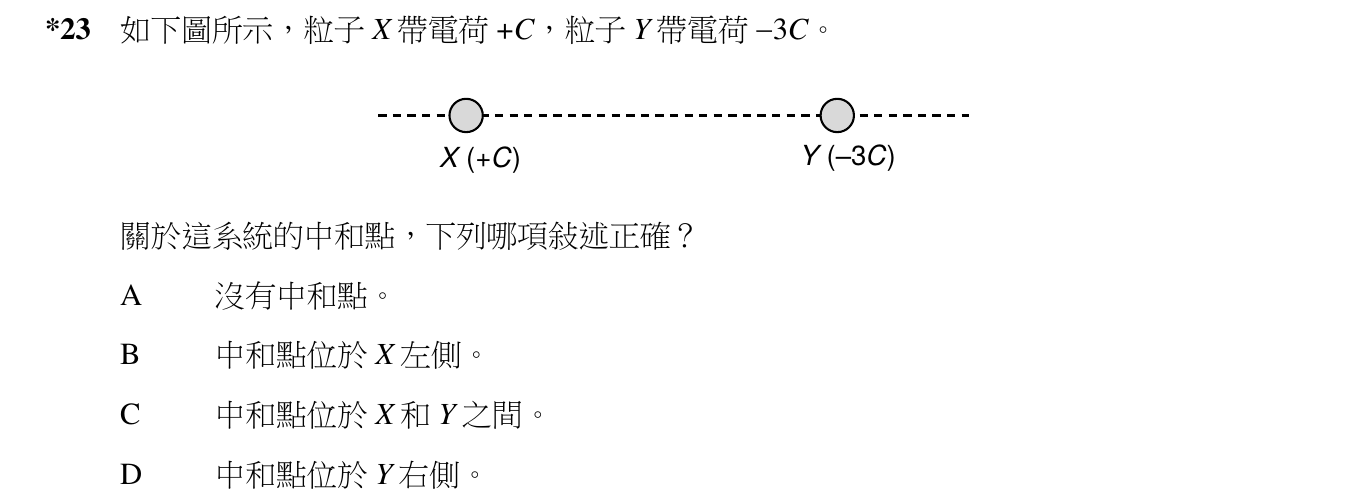 *23 如下圖所示，粒子 X 帶電荷 +C，粒子 Y 帶電荷 –3C。
X (+C) Y (–3C)
關於這系統的中和點，下列哪項敍述正確？
A 沒有中和點。
B 中和點位於 X 左側。
C 中和點位於 X 和 Y 之間。
D 中和點位於 Y 右側。